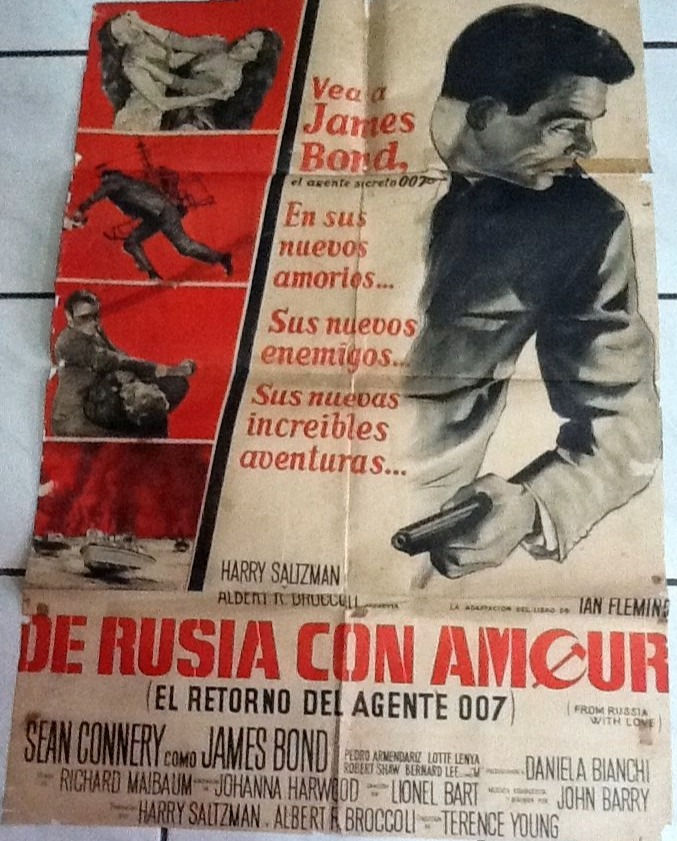 Vea a
James
Bond,
el agente secreto 007
En sus
nuevos
amorios...
Sus nuevos
enemigos...
Sus nuevas
increibles
aventuras...
HARRY SALTZMAN
ALBERT R. BROCCOLI
LA ADAPTACION DEL LIBRO DE IAN FLEMING
DE RUSIA CON AMOUR
(EL RETORNO DEL AGENTE 007)
(FROM RUSSIA
WITH LOVE)
SEAN CONNERY COMO JAMES BOND
PEDRO ARMENDARIZ LOTTE LENYA
ROBERT SHAW BERNARD LEE COMO "M"
DANIELA BIANCHI
RICHARD MAIBAUM JOHANNA HARWOOD LIONEL BART JOHN BARRY
HARRY SALTZMAN . ALBERT R BROCCOLI TERENCE YOUNG